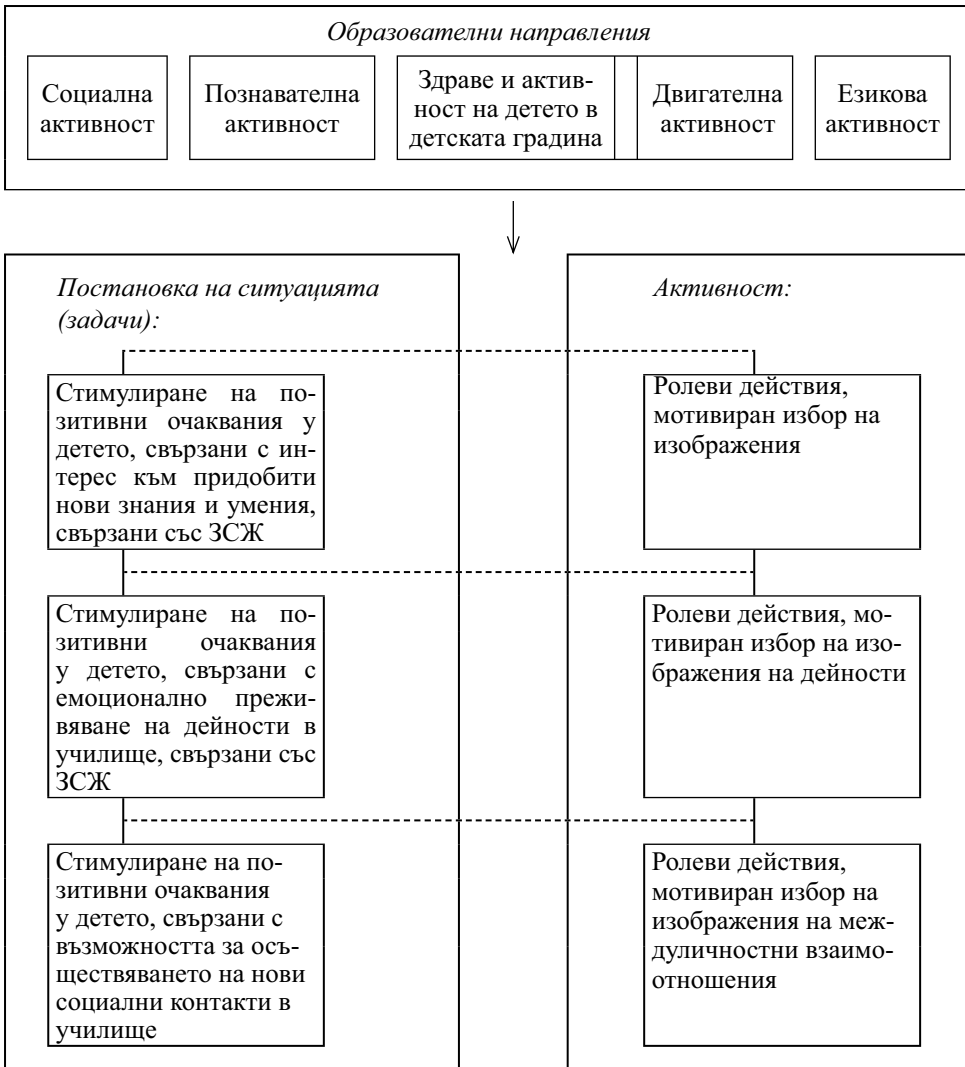 Образователни направления
Социална
активност
Познавателна
активност
Здраве и актив-
ност на детето в
детската градина
Двигателна
активност
Езикова
активност
Постановка на ситуацията
(задачи):
Активност:
Стимулиране на по-
зитивни очаквания у
детето, свързани с ин-
терес към придобити
нови знания и умения,
свързани със ЗСЖ
Ролеви действия,
мотивиран избор на
изображения
Стимулиране на по-
зитивни очаквания
у детето, свързани с
емоционално прежи-
вяване на дейности в
училище, свързани със
ЗСЖ
Ролеви действия, мо-
тивиран избор на изо-
бражения на дейности
Стимулиране на по-
зитивни очаквания
у детето, свързани с
възможността за осъ-
ществяването на нови
социални контакти в
училище
Ролеви действия,
мотивиран избор на
изображения на меж-
дуличностни взаимо-
отношения